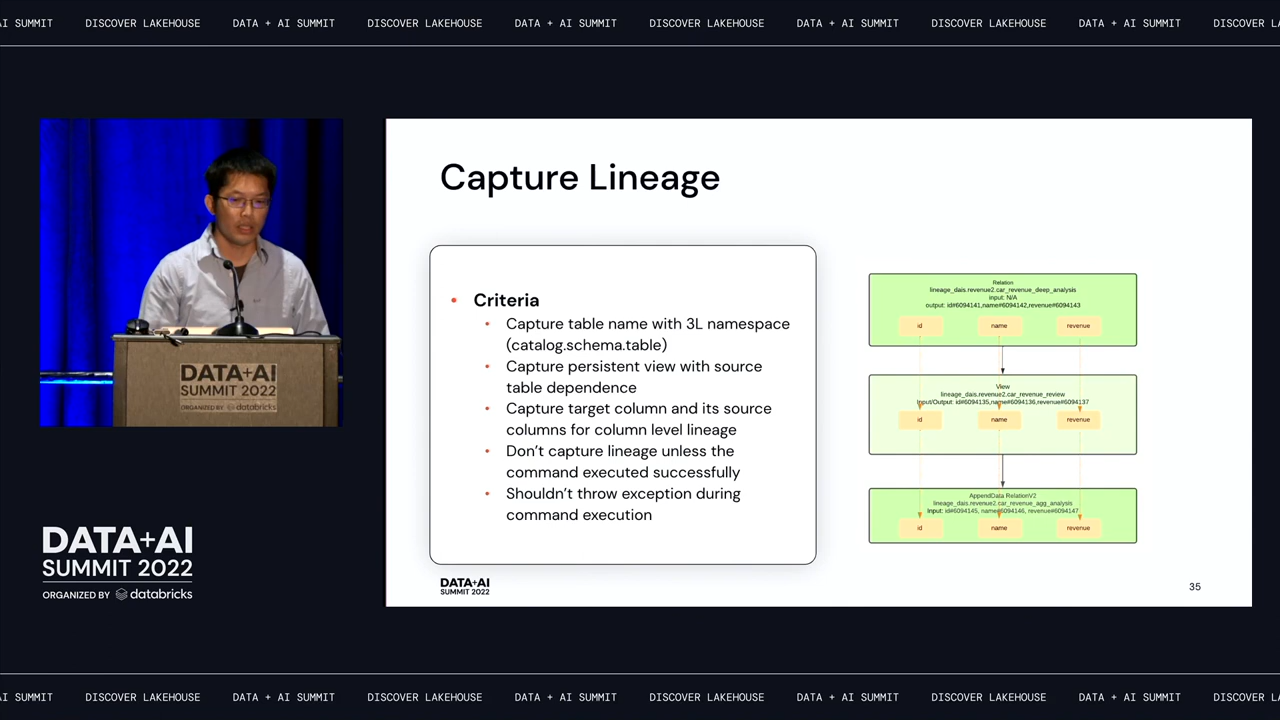 AI SUMMIT DISCOVER LAKEHOUSE DATA + AI SUMMIT DISCOVER LAKEHOUSE DATA + AI SUMMIT DISCOVER LAKEHOUSE DATA + AI SUMMIT DISCOVER LAKEHOUSE DATA + AI SUMMIT DISCOVER LA
DATA+AI
SUMMIT 2022
ORGANIZED BY databricks
DATA+AI
SUMMIT 2022
ORGANIZED BY databricks
Capture Lineage
• Criteria
• Capture table name with 3L namespace
(catalog.schema.table)
• Capture persistent view with source
table dependence
• Capture target column and its source
columns for column level lineage
• Don’t capture lineage unless the
command executed successfully
• Shouldn’t throw exception during
command execution
Relation
lineage_dais.revenue2.car_revenue_deep_analysis
input: N/A
output: id#6094141,name#6094142,revenue#6094143
id name revenue
View
lineage_dais.revenue2.car_revenue_review
Input/Output: id#6094135,name#6094136,revenue#6094137
id name revenue
AppendData RelationV2
lineage_dais.revenue2.car_revenue_agg_analysis
Input: id#6094145, name#6094146, revenue#6094147
id name revenue
DATA+AI
SUMMIT 2022
35
AI SUMMIT DISCOVER LAKEHOUSE DATA + AI SUMMIT DISCOVER LAKEHOUSE DATA + AI SUMMIT DISCOVER LAKEHOUSE DATA + AI SUMMIT DISCOVER LAKEHOUSE DATA + AI SUMMIT DISCOVER LA